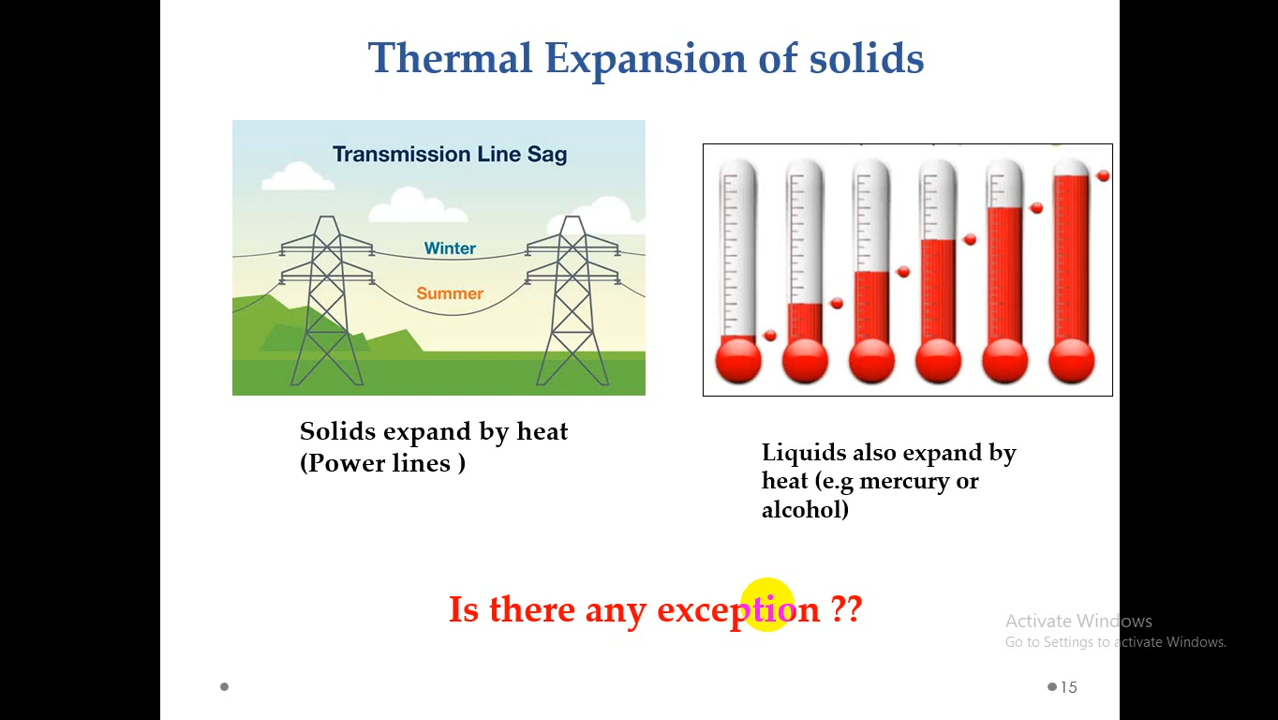 Thermal Expansion of solids
Transmission Line Sag
Winter
Summer
Solids expand by heat
(Power lines )
Liquids also expand by
heat (e.g mercury or
alcohol)
Is there any exception ??
Activate Windows
Go to Settings to activate Windows.
15